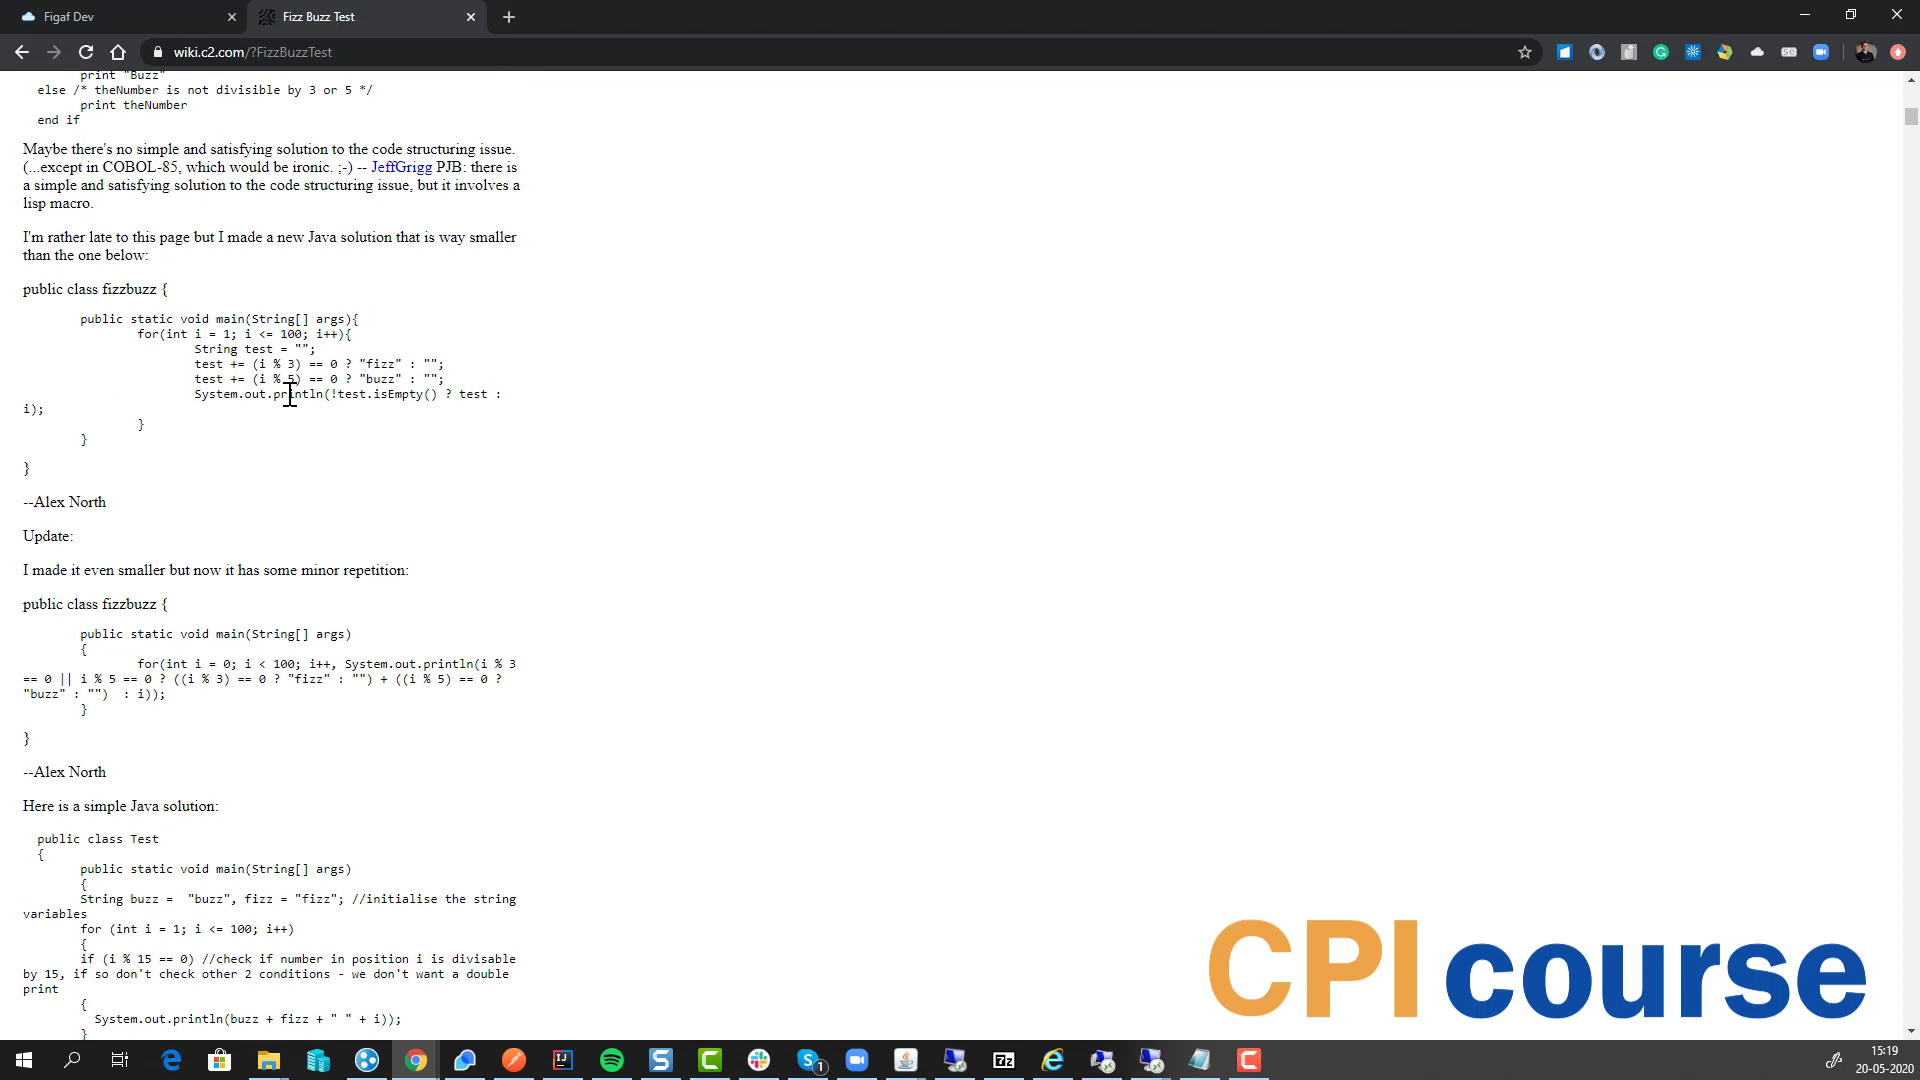 Figaf Dev
Fizz Buzz Test
wiki.c2.com/?FizzBuzzTest
print "Buzz"
else /* theNumber is not divisible by 3 or 5 */
print theNumber
end if
Maybe there's no simple and satisfying solution to the code structuring issue.
(...except in COBOL-85, which would be ironic. ;-) -- JeffGrigg PJB: there is
a simple and satisfying solution to the code structuring issue, but it involves a
lisp macro.
I'm rather late to this page but I made a new Java solution that is way smaller
than the one below:
public class fizzbuzz {
public static void main(String[] args){
for(int i = 1; i <= 100; i++){
String test = "";
test += (i % 3) == 0 ? "fizz" : "";
test += (i % 5) == 0 ? "buzz" : "";
System.out.println(!test.isEmpty() ? test :
i);
}
}
}
--Alex North
Update:
I made it even smaller but now it has some minor repetition:
public class fizzbuzz {
public static void main(String[] args)
{
for(int i = 0; i < 100; i++, System.out.println(i % 3
== 0 || i % 5 == 0 ? ((i % 3) == 0 ? "fizz" : "") + ((i % 5) == 0 ?
"buzz" : "")  : i));
}
}
--Alex North
Here is a simple Java solution:
public class Test
{
public static void main(String[] args)
{
String buzz =  "buzz", fizz = "fizz"; //initialise the string
variables
for (int i = 1; i <= 100; i++)
{
if (i % 15 == 0) //check if number in position i is divisable
by 15, if so don't check other 2 conditions - we don't want a double
print
{
System.out.println(buzz + fizz + " " + i));
}
CPI course
15:19
20-05-2020